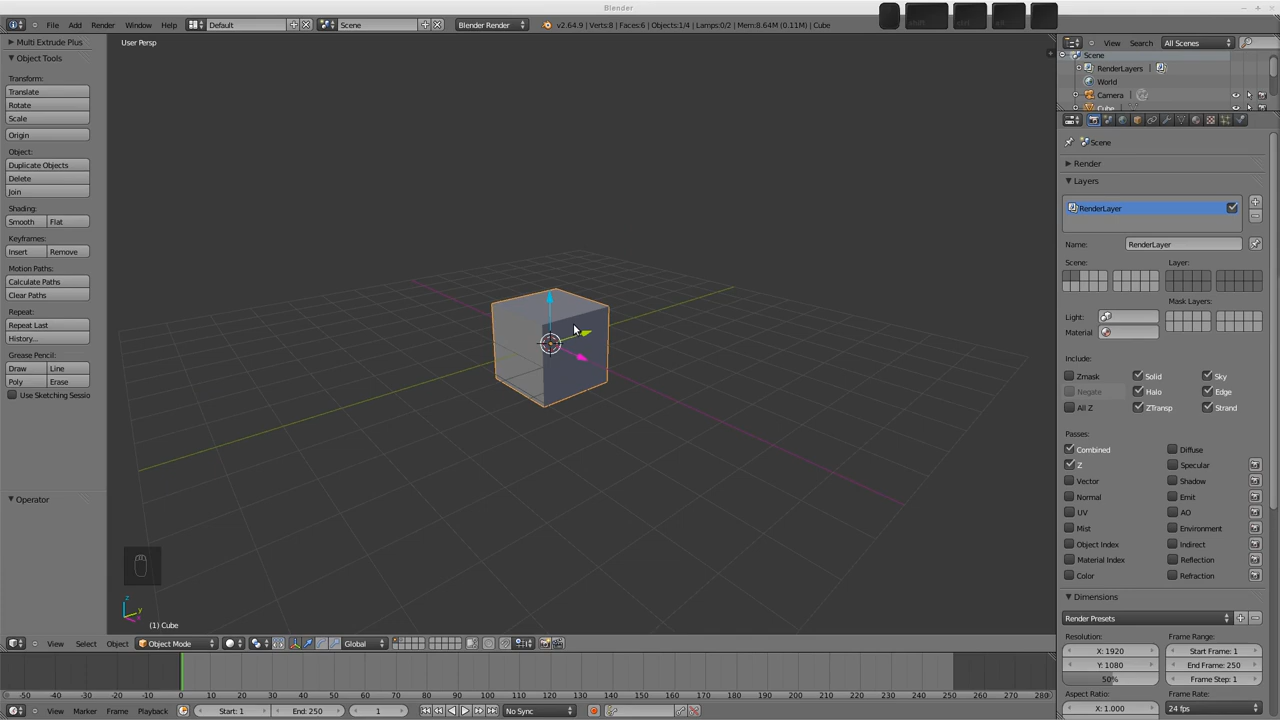 Blender
File Add Render Window Help
Default
Scene
Blender Render
v2.64.9 | Verts:8 | Faces:6 | Objects:1/4 | Lamps:0/2 | Mem:8.64M (0.11M) | Cube
Multi Extrude Plus
Object Tools
Transform:
Translate
Rotate
Scale
Origin
Object:
Duplicate Objects
Delete
Join
Shading:
Smooth Flat
Keyframes:
Insert Remove
Motion Paths:
Calculate Paths
Clear Paths
Repeat:
Repeat Last
History...
Grease Pencil:
Draw Line
Poly Erase
Use Sketching Sessio
Operator
User Persp
z
y
(1) Cube
View Select Object Object Mode Global
-50 -40 -30 -20 -10 0 10 20 30 40 50 60 70 80 90 100 110 120 130 140 150 160 170 180 190 200 210 220 230 240 250 260 270 280
View Marker Frame Playback Start: 1 End: 250 1 No Sync
View Search All Scenes
Scene
RenderLayers
World
Camera
Cube
Scene
Render
Layers
RenderLayer
Name: RenderLayer
Scene: Layer:
Mask Layers:
Light:
Material
Include:
Zmask Solid Sky
Negate Halo Edge
All Z ZTransp Strand
Passes:
Combined Diffuse
Z Specular
Vector Shadow
Normal Emit
UV AO
Mist Environment
Object Index Indirect
Material Index Reflection
Color Refraction
Dimensions
Render Presets
Resolution: Frame Range:
X: 1920 Start Frame: 1
Y: 1080 End Frame: 250
50% Frame Step: 1
Aspect Ratio: Frame Rate:
X: 1.000 24 fps